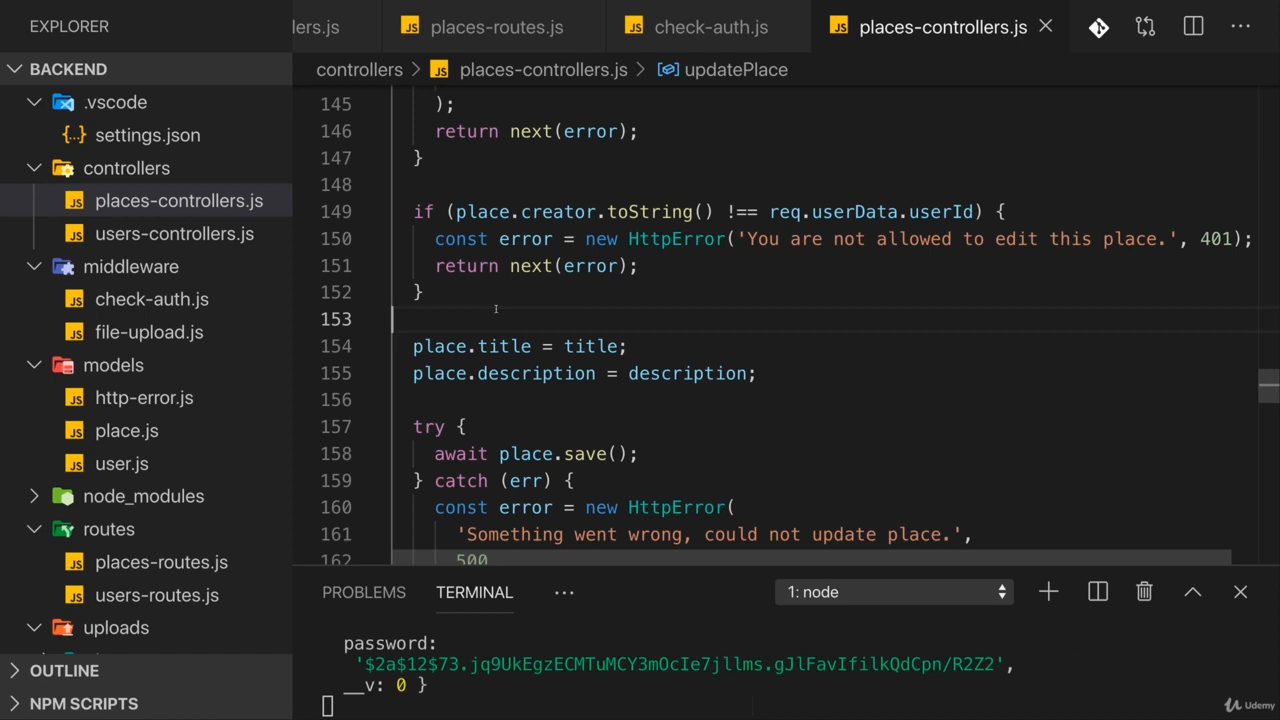 EXPLORER
lers.js
places-routes.js
check-auth.js
places-controllers.js
BACKEND
controllers > places-controllers.js > updatePlace
.vscode
settings.json
controllers
places-controllers.js
users-controllers.js
middleware
check-auth.js
file-upload.js
models
http-error.js
place.js
user.js
node_modules
routes
places-routes.js
users-routes.js
uploads
OUTLINE
NPM SCRIPTS
145 );
146 return next(error);
147 }
148
149 if (place.creator.toString() !== req.userData.userId) {
150 const error = new HttpError('You are not allowed to edit this place.', 401);
151 return next(error);
152 }
153
154 place.title = title;
155 place.description = description;
156
157 try {
158 await place.save();
159 } catch (err) {
160 const error = new HttpError(
161 'Something went wrong, could not update place.',
162 500
PROBLEMS
TERMINAL
1: node
password:
'$2a$12$73.jq9UkEgzECMTuMCY3mOcIe7jllms.gJlFavIfilkQdCpn/R2Z2',
__v: 0 }
Udemy